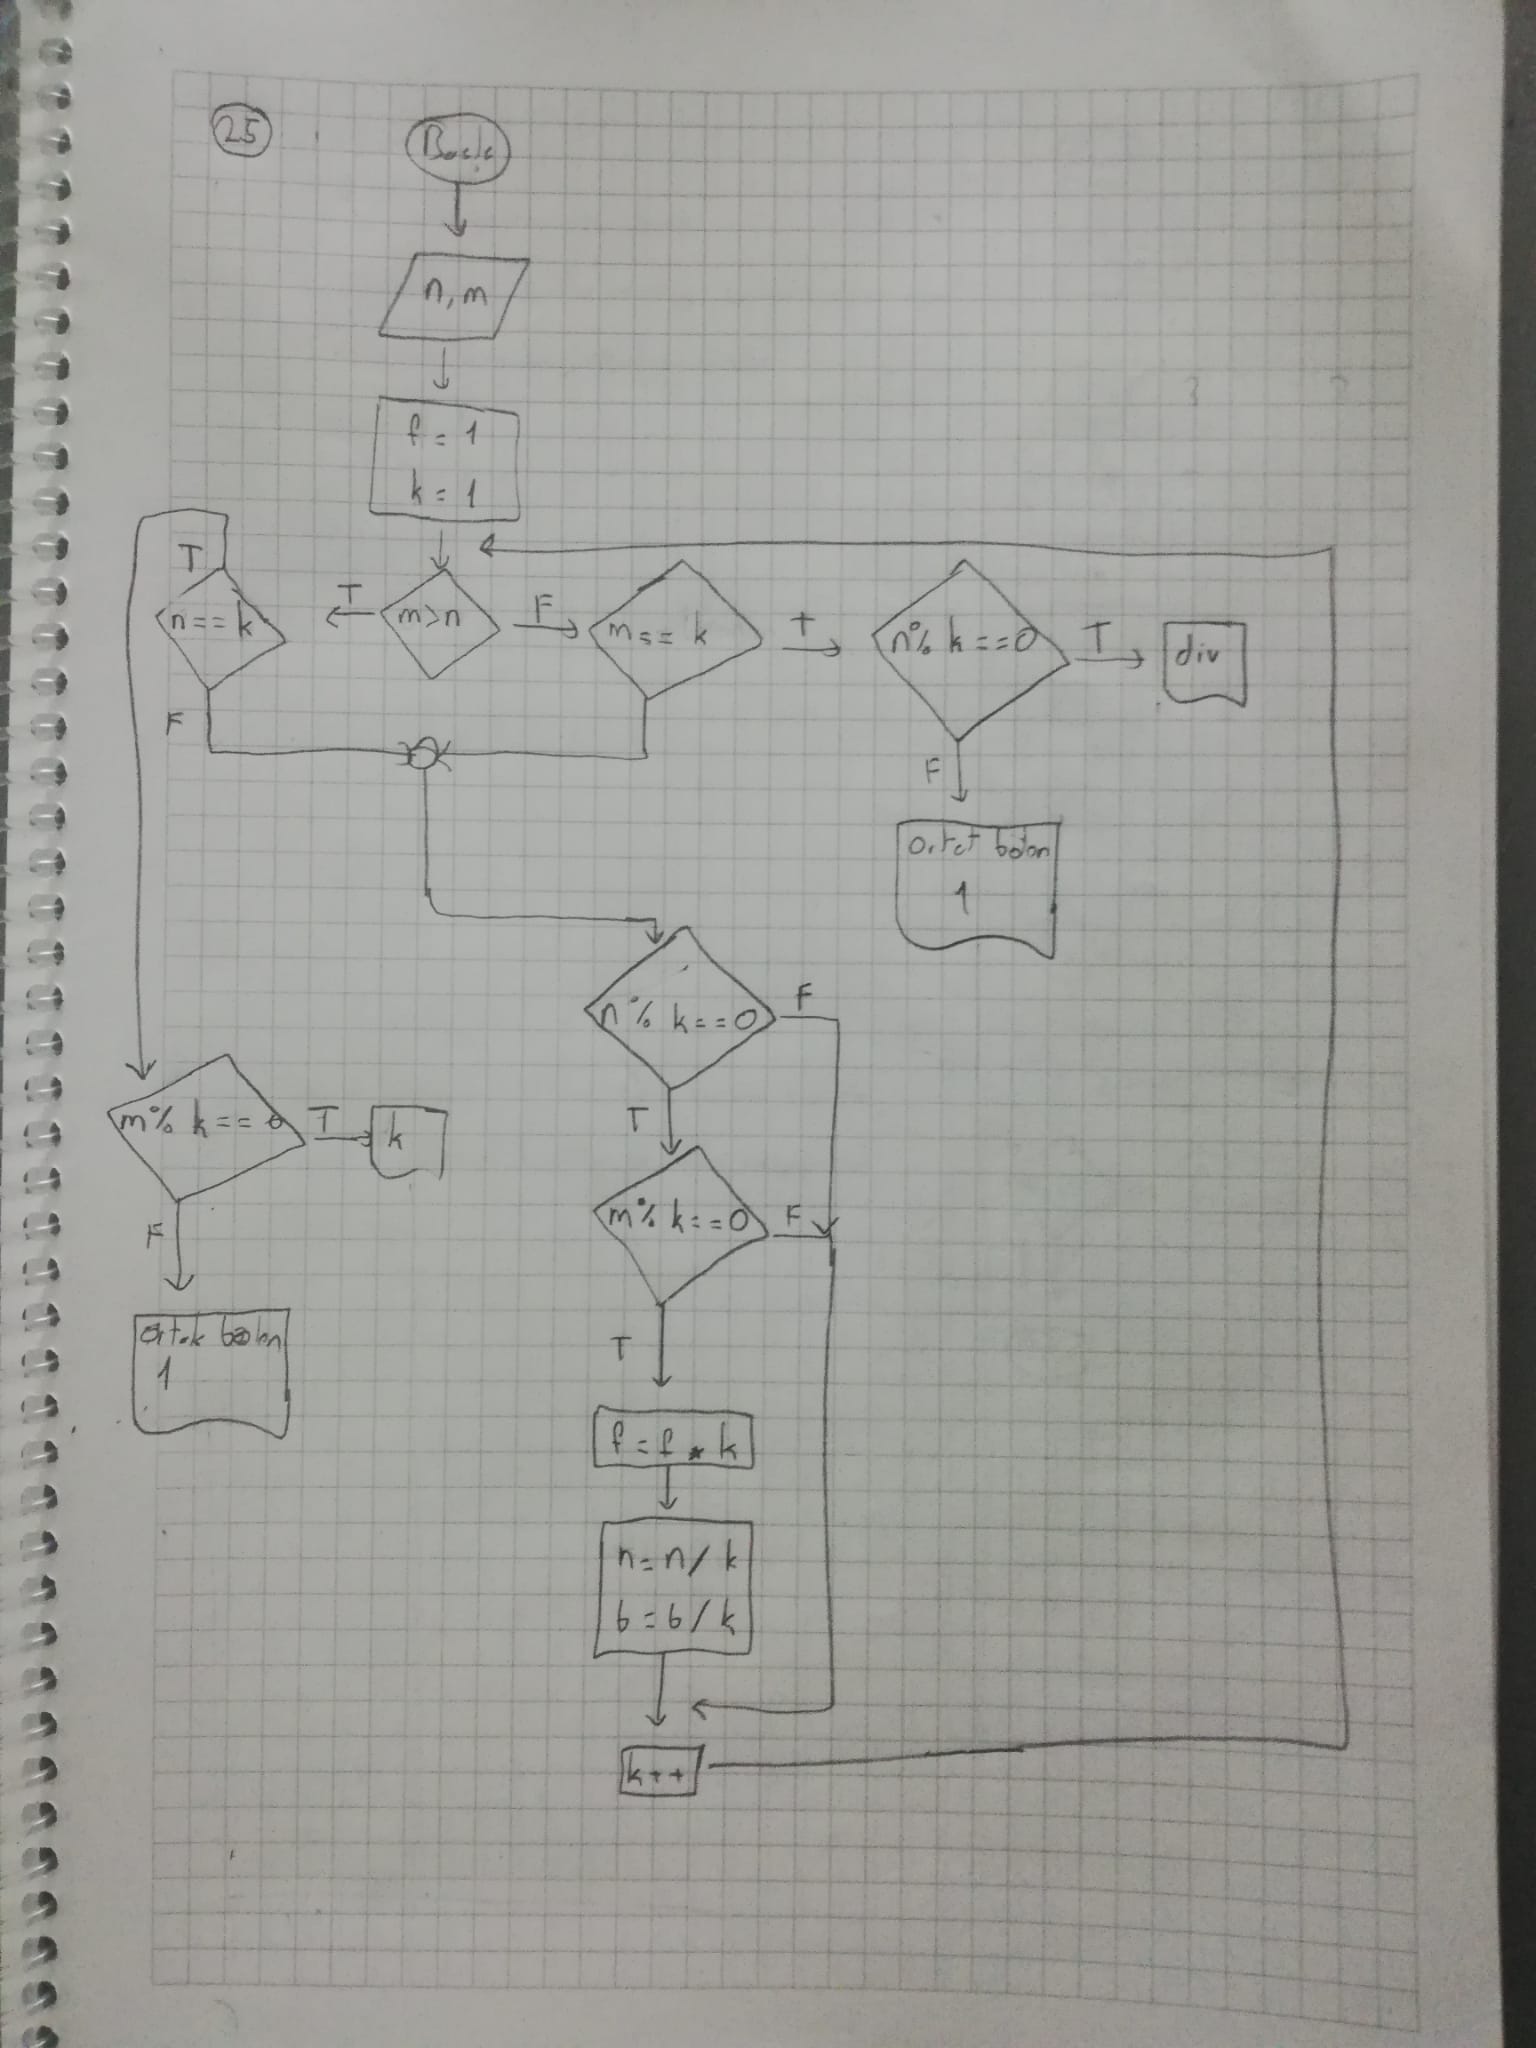 25
Başla
n, m
f = 1
k = 1
T
n == k
T
m>n
F
m == k
T
n % k == 0
T
div
F
F
Ortak bölen
1
n % k == 0
F
T
m % k == 0
T
k
m % k == 0
F
F
T
Ortak bölen
1
f = f * k
n = n / k
b = b / k
k++